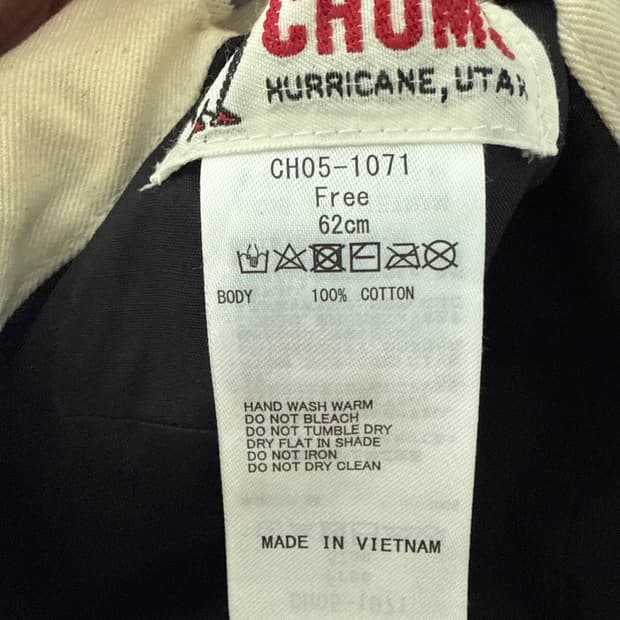 CHUMS
HURRICANE, UTAH
CH05-1071
Free
62cm
BODY 100% COTTON
HAND WASH WARM
DO NOT BLEACH
DO NOT TUMBLE DRY
DRY FLAT IN SHADE
DO NOT IRON
DO NOT DRY CLEAN
MADE IN VIETNAM